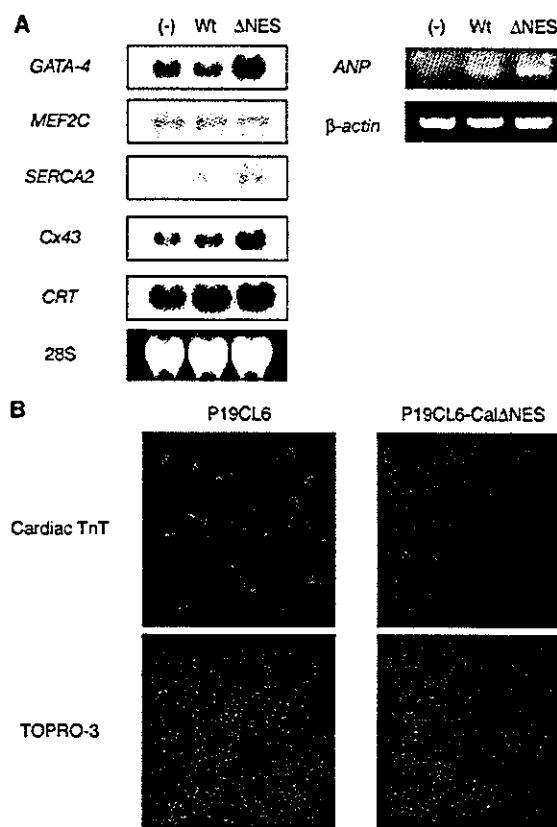 A
(-) Wt ΔNES
GATA-4
MEF2C
SERCA2
Cx43
CRT
28S
(-) Wt ΔNES
ANP
β-actin
B
P19CL6 P19CL6-CalΔNES
Cardiac TnT
TOPRO-3